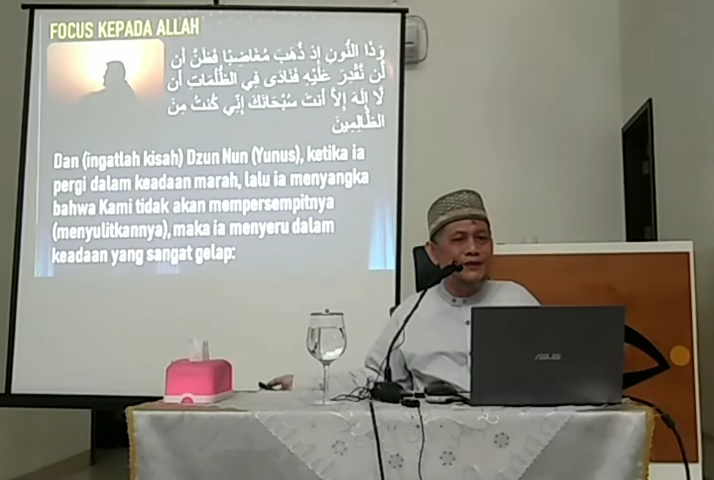 FOCUS KEPADA ALLAH
وَذَا النُّونِ إِذ ذَّهَبَ مُغَاضِبًا فَظَنَّ أَن
لَّن نَّقْدِرَ عَلَيْهِ فَنَادَىٰ فِي الظُّلُمَاتِ أَن
لَّا إِلَٰهَ إِلَّا أَنتَ سُبْحَانَكَ إِنِّي كُنتُ مِنَ
الظَّالِمِينَ
Dan (ingatlah kisah) Dzun Nun (Yunus), ketika ia
pergi dalam keadaan marah, lalu ia menyangka
bahwa Kami tidak akan mempersempitnya
(menyulitkannya), maka ia menyeru dalam
keadaan yang sangat gelap:
ASUS